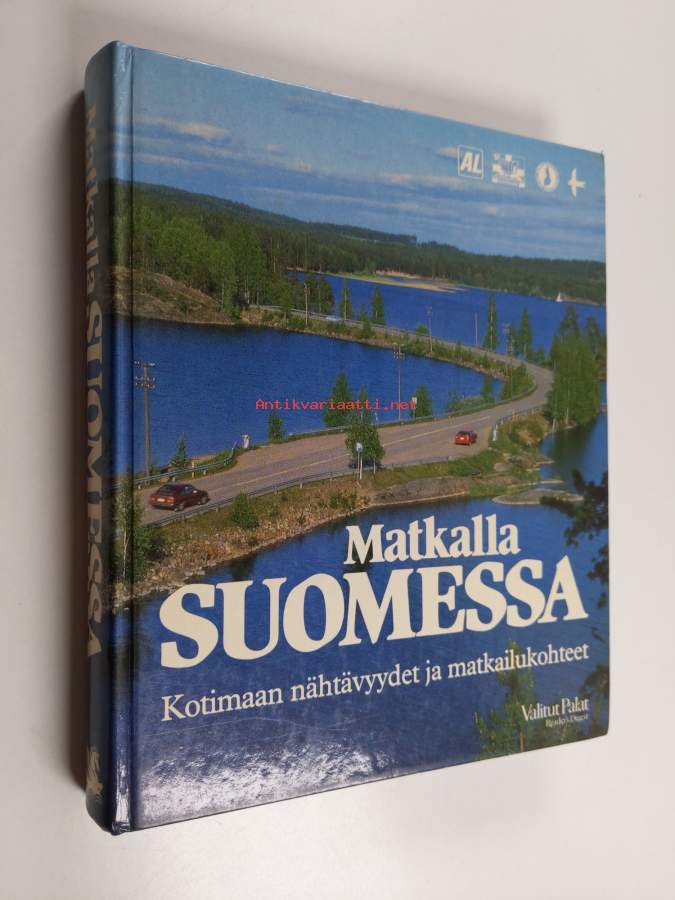 Matkalla SUOMESSA
AL
Antikvariaatti.net
Matkalla
SUOMESSA
Kotimaan nähtävyydet ja matkailukohteet
Valitut Palat
Reader's Digest